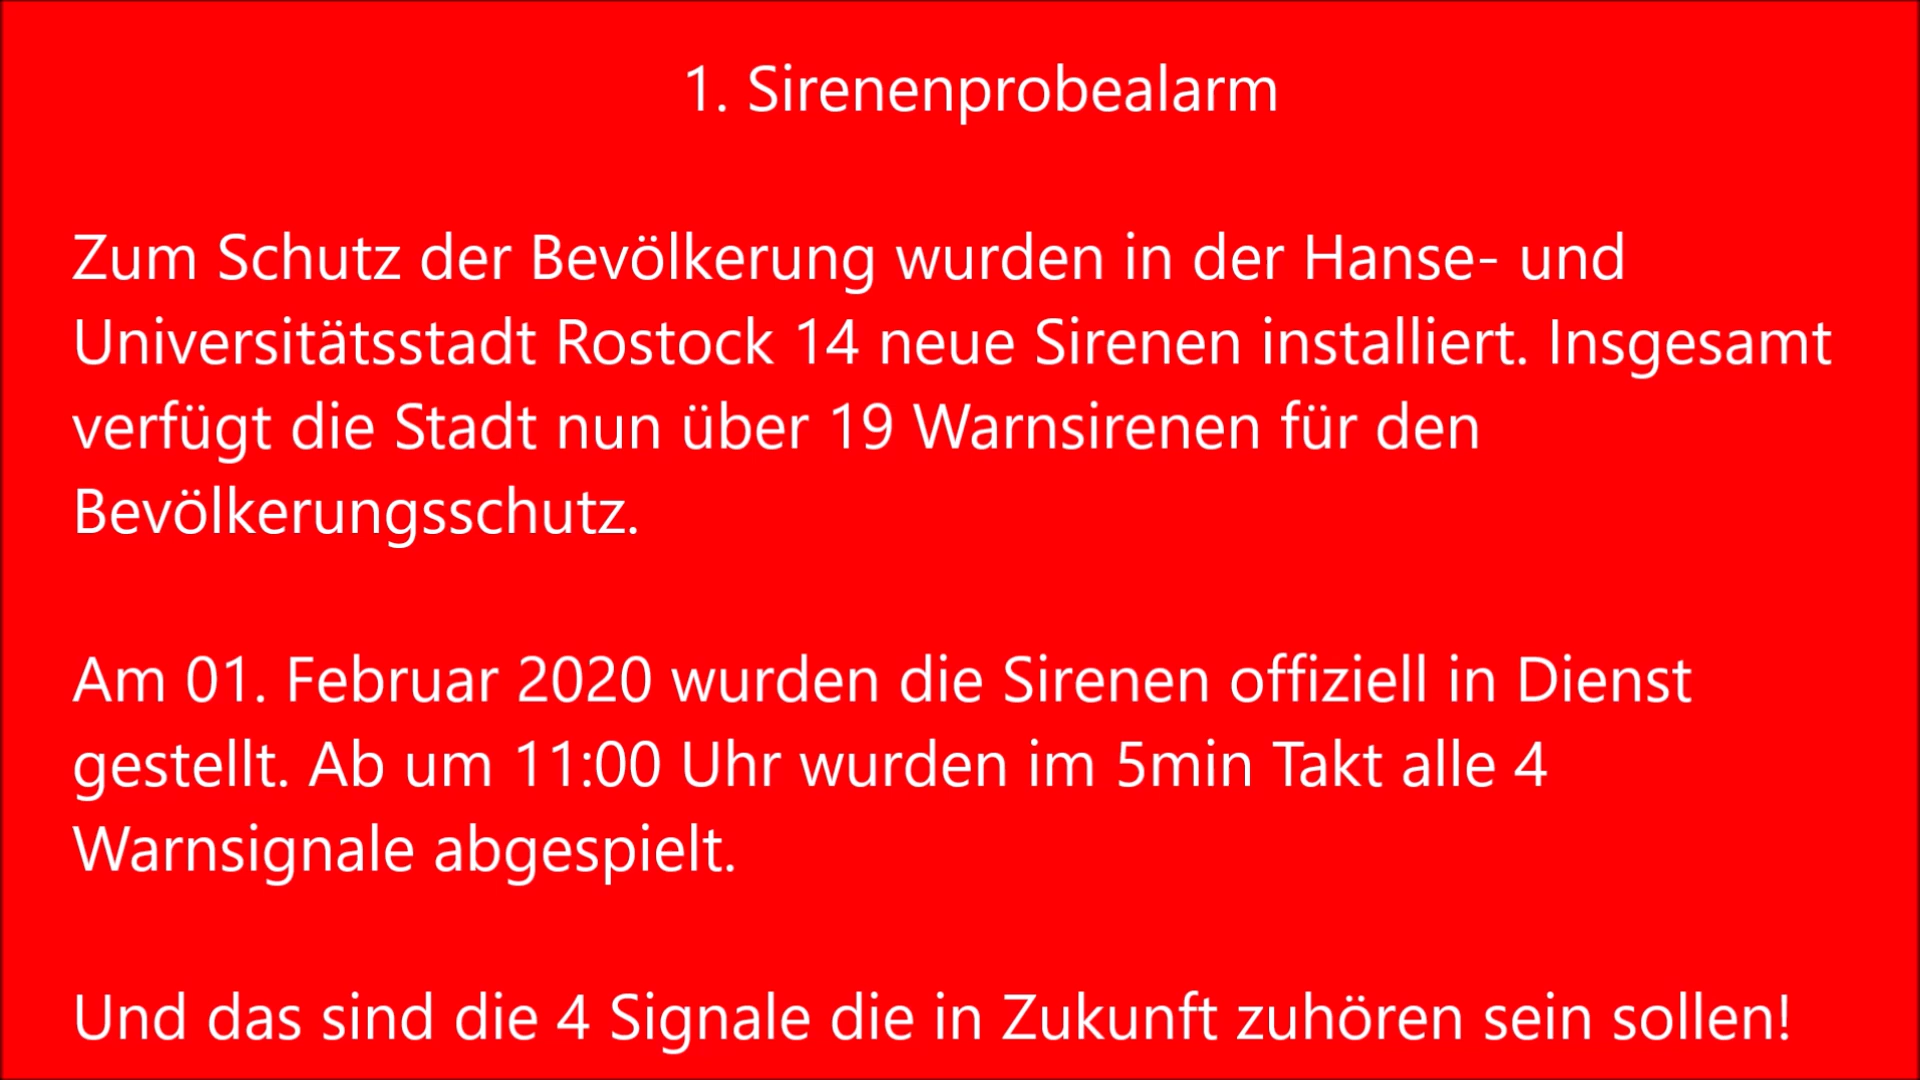 1. Sirenenprobealarm
Zum Schutz der Bevölkerung wurden in der Hanse- und
Universitätsstadt Rostock 14 neue Sirenen installiert. Insgesamt
verfügt die Stadt nun über 19 Warnsirenen für den
Bevölkerungsschutz.
Am 01. Februar 2020 wurden die Sirenen offiziell in Dienst
gestellt. Ab um 11:00 Uhr wurden im 5min Takt alle 4
Warnsignale abgespielt.
Und das sind die 4 Signale die in Zukunft zuhören sein sollen!